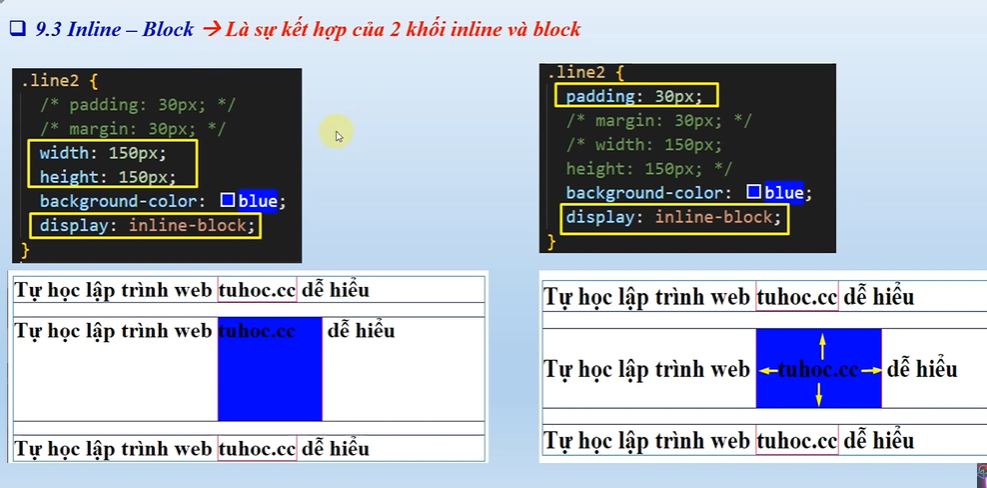 9.3 Inline – Block → Là sự kết hợp của 2 khối inline và block
.line2 {
/* padding: 30px; */
/* margin: 30px; */
width: 150px;
height: 150px;
background-color: blue;
display: inline-block;
}
Tự học lập trình web tuhoc.cc dễ hiểu
Tự học lập trình web tuhoc.cc dễ hiểu
Tự học lập trình web tuhoc.cc dễ hiểu
.line2 {
padding: 30px;
/* margin: 30px; */
/* width: 150px;
height: 150px; */
background-color: blue;
display: inline-block;
}
Tự học lập trình web tuhoc.cc dễ hiểu
Tự học lập trình web tuhoc.cc dễ hiểu
Tự học lập trình web tuhoc.cc dễ hiểu